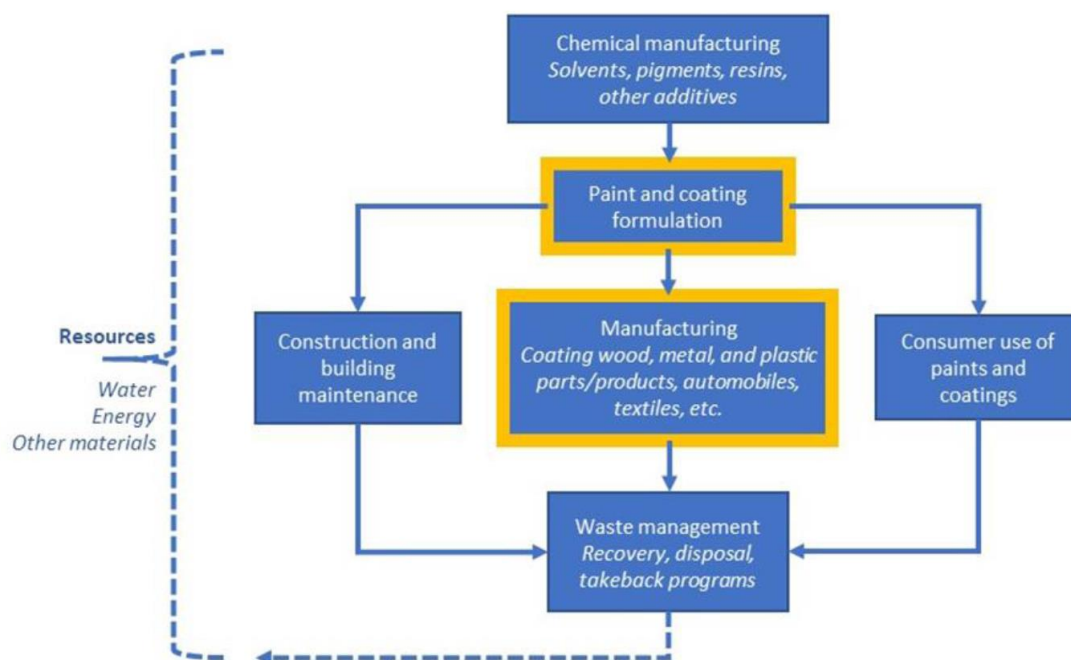 Chemical manufacturing
Solvents, pigments, resins,
other additives
Paint and coating
formulation
Resources
Water
Energy
Other materials
Construction and
building
maintenance
Manufacturing
Coating wood, metal, and plastic
parts/products, automobiles,
textiles, etc.
Consumer use of
paints and
coatings
Waste management
Recovery, disposal,
takeback programs